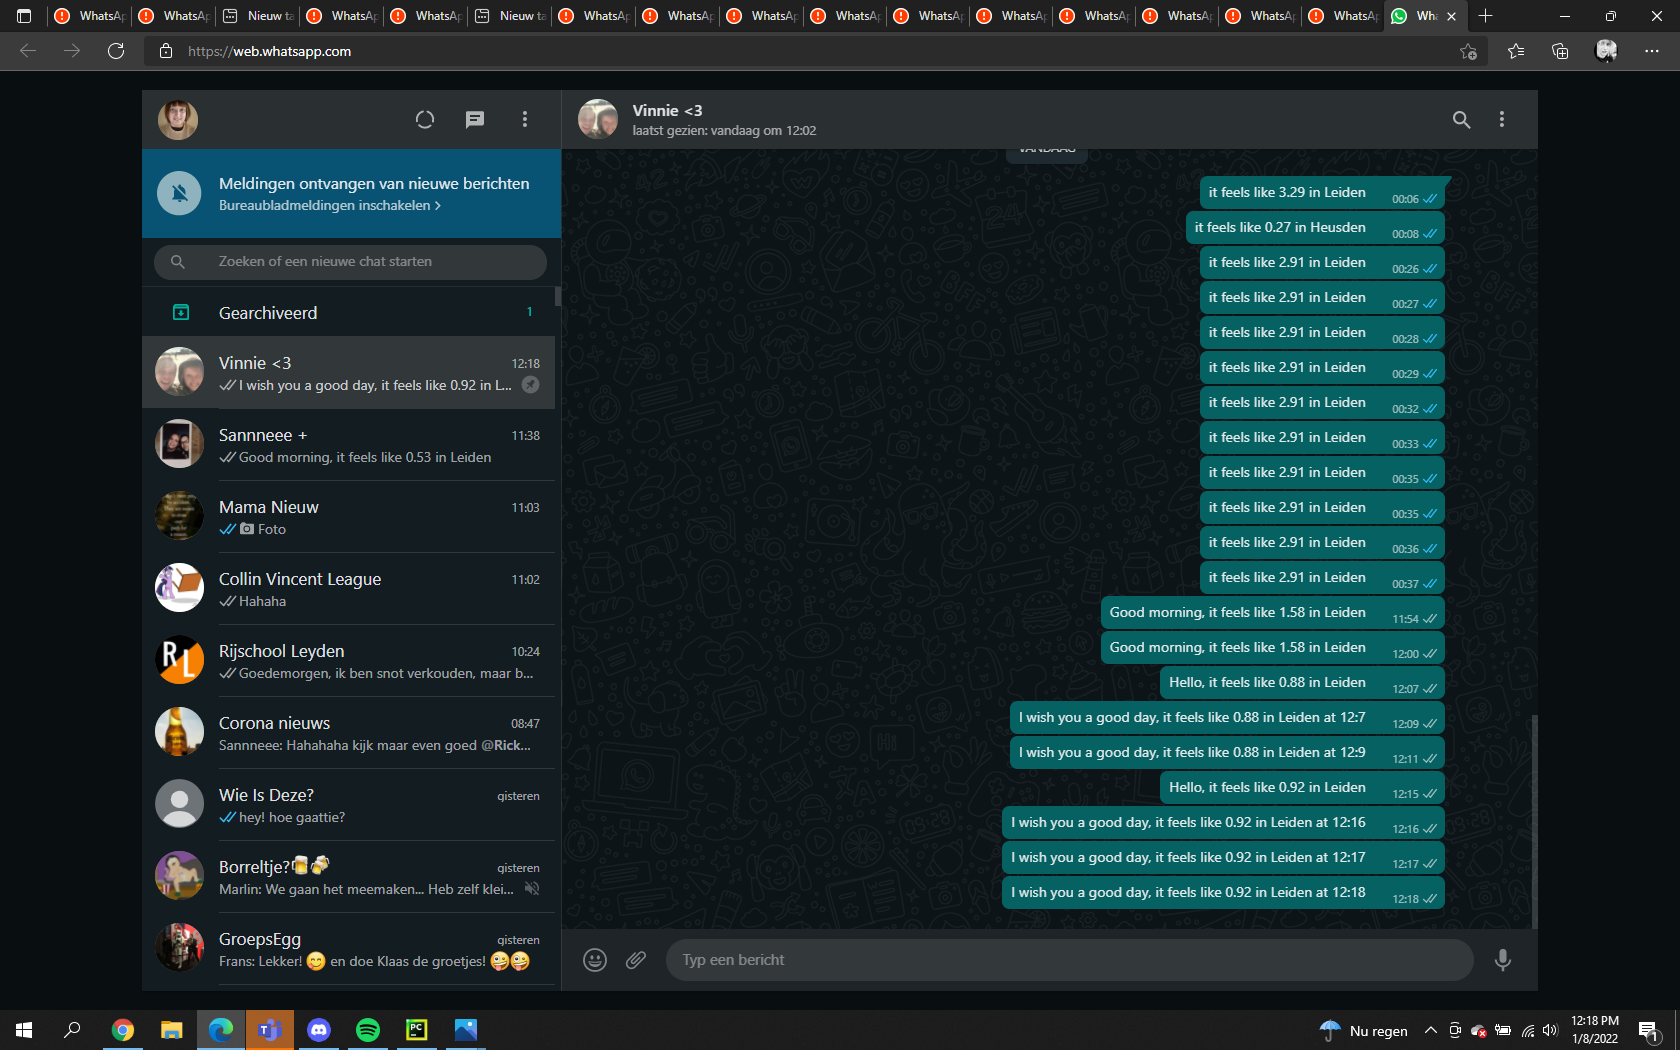 WhatsAp
WhatsAp
Nieuw ta
WhatsAp
WhatsAp
Nieuw ta
WhatsAp
WhatsAp
WhatsAp
WhatsAp
WhatsAp
WhatsAp
WhatsAp
WhatsAp
WhatsAp
WhatsAp
Wha
https://web.whatsapp.com
Meldingen ontvangen van nieuwe berichten
Bureaubladmeldingen inschakelen >
Zoeken of een nieuwe chat starten
Gearchiveerd 1
Vinnie <3 12:18
I wish you a good day, it feels like 0.92 in L...
Sannneee + 11:38
Good morning, it feels like 0.53 in Leiden
Mama Nieuw 11:03
Foto
Collin Vincent League 11:02
Hahaha
Rijschool Leyden 10:24
Goedemorgen, ik ben snot verkouden, maar b...
Corona nieuws 08:47
Sannneee: Hahahaha kijk maar even goed @Rick...
Wie Is Deze? gisteren
hey! hoe gaattie?
Borreltje?🍺🍻 gisteren
Marlin: We gaan het meemaken... Heb zelf klei...
GroepsEgg gisteren
Frans: Lekker! 😋 en doe Klaas de groetjes! 🤪🤪
RL
Vinnie <3
laatst gezien: vandaag om 12:02
VANDAAG
it feels like 3.29 in Leiden 00:06
it feels like 0.27 in Heusden 00:08
it feels like 2.91 in Leiden 00:26
it feels like 2.91 in Leiden 00:27
it feels like 2.91 in Leiden 00:28
it feels like 2.91 in Leiden 00:29
it feels like 2.91 in Leiden 00:32
it feels like 2.91 in Leiden 00:33
it feels like 2.91 in Leiden 00:35
it feels like 2.91 in Leiden 00:35
it feels like 2.91 in Leiden 00:36
it feels like 2.91 in Leiden 00:37
Good morning, it feels like 1.58 in Leiden 11:54
Good morning, it feels like 1.58 in Leiden 12:00
Hello, it feels like 0.88 in Leiden 12:07
I wish you a good day, it feels like 0.88 in Leiden at 12:7 12:09
I wish you a good day, it feels like 0.88 in Leiden at 12:9 12:11
Hello, it feels like 0.92 in Leiden 12:15
I wish you a good day, it feels like 0.92 in Leiden at 12:16 12:16
I wish you a good day, it feels like 0.92 in Leiden at 12:17 12:17
I wish you a good day, it feels like 0.92 in Leiden at 12:18 12:18
Typ een bericht
PC
Nu regen
12:18 PM
1/8/2022
1